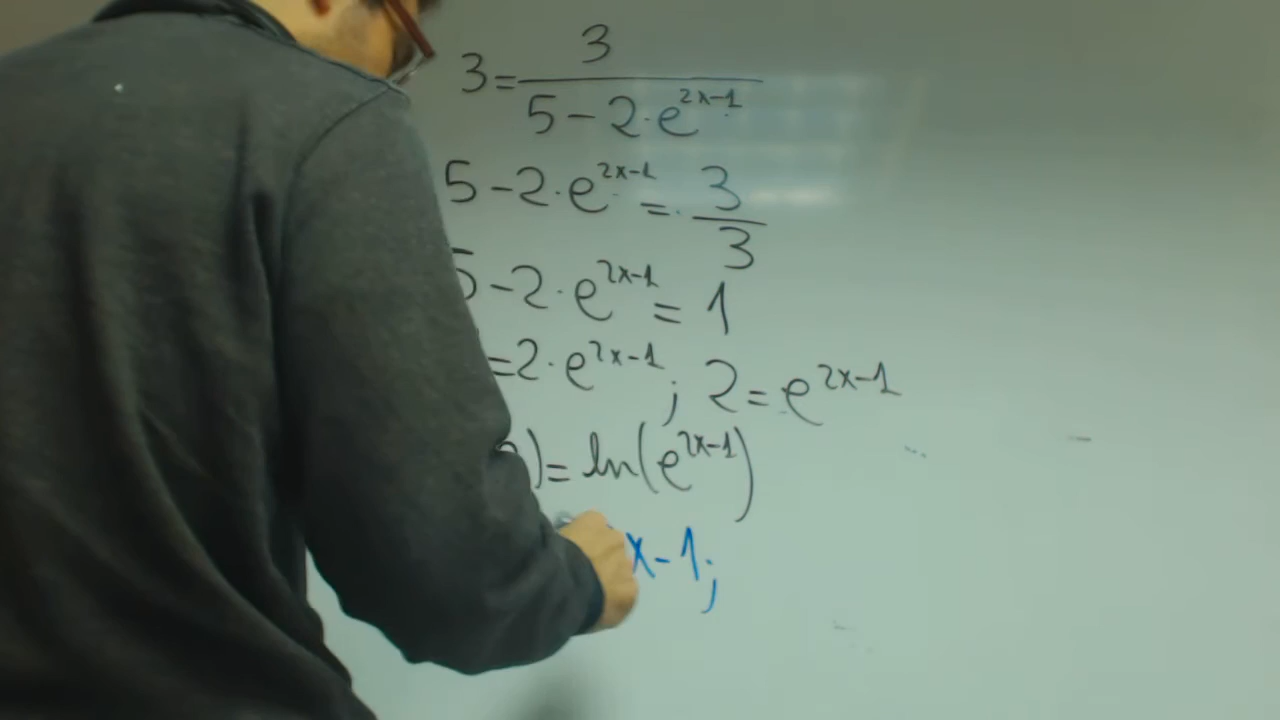 3 = 3 / (5 - 2·e^(2x-1))
5 - 2·e^(2x-1) = 3/3
5 - 2·e^(2x-1) = 1
= 2·e^(2x-1) ; 2 = e^(2x-1)
) = ln(e^(2x-1))
x - 1 ;